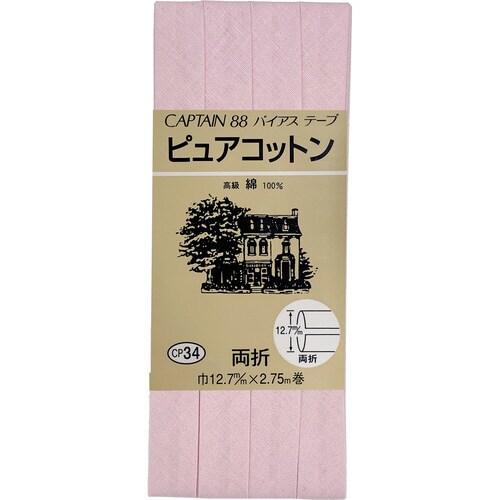 CAPTAIN 88 バイアス テープ
ピュアコットン
高級 綿 100%
12.7m/m
両折
CP34
両折
巾12.7m/m×2.75m巻